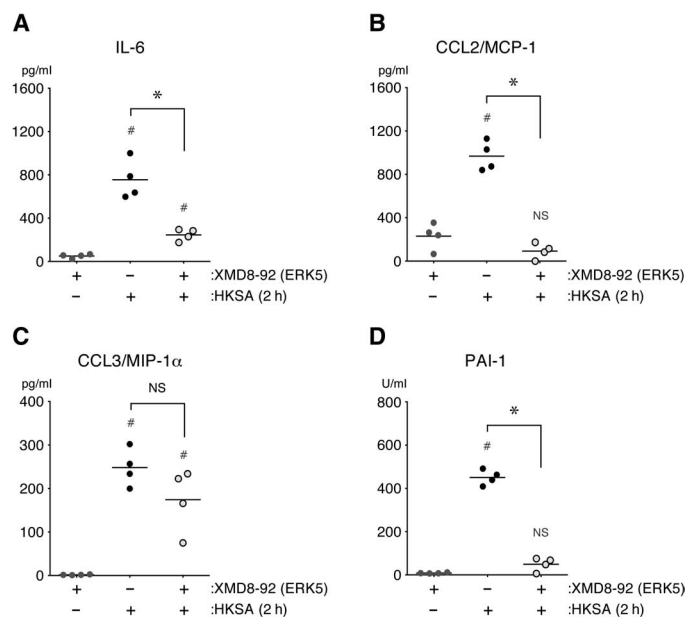 A
IL-6
pg/ml
1600
1200
800
400
0
*
#
#
+ – + :XMD8-92 (ERK5)
– + + :HKSA (2 h)
B
CCL2/MCP-1
pg/ml
1600
1200
800
400
0
*
#
NS
+ – + :XMD8-92 (ERK5)
– + + :HKSA (2 h)
C
CCL3/MIP-1α
pg/ml
400
300
200
100
0
NS
#
#
+ – + :XMD8-92 (ERK5)
– + + :HKSA (2 h)
D
PAI-1
U/ml
800
600
400
200
0
*
#
NS
+ – + :XMD8-92 (ERK5)
– + + :HKSA (2 h)